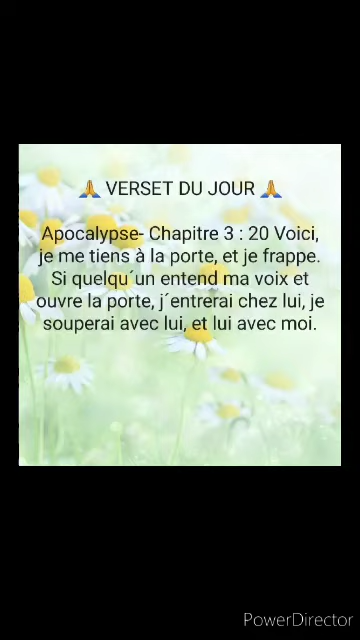 🙏 VERSET DU JOUR 🙏
Apocalypse- Chapitre 3 : 20 Voici,
je me tiens à la porte, et je frappe.
Si quelqu´un entend ma voix et
ouvre la porte, j´entrerai chez lui, je
souperai avec lui, et lui avec moi.
PowerDirector